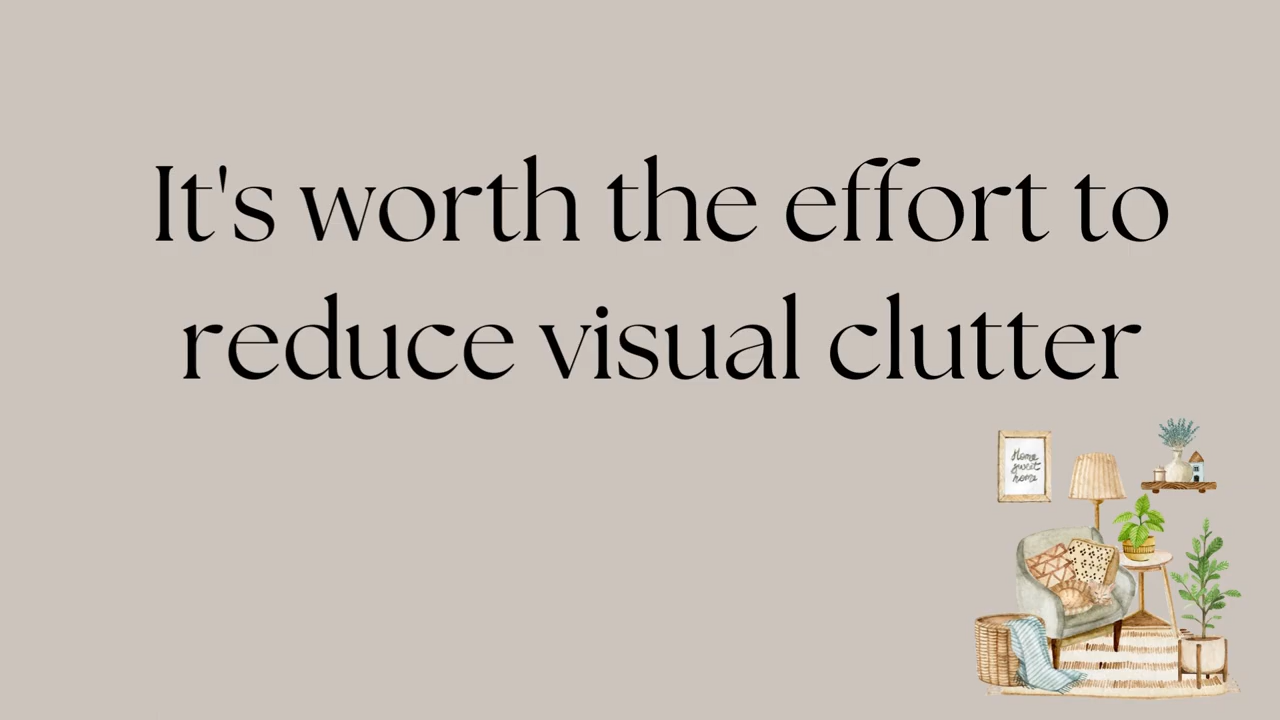 It's worth the effort to
reduce visual clutter
Home
sweet
home